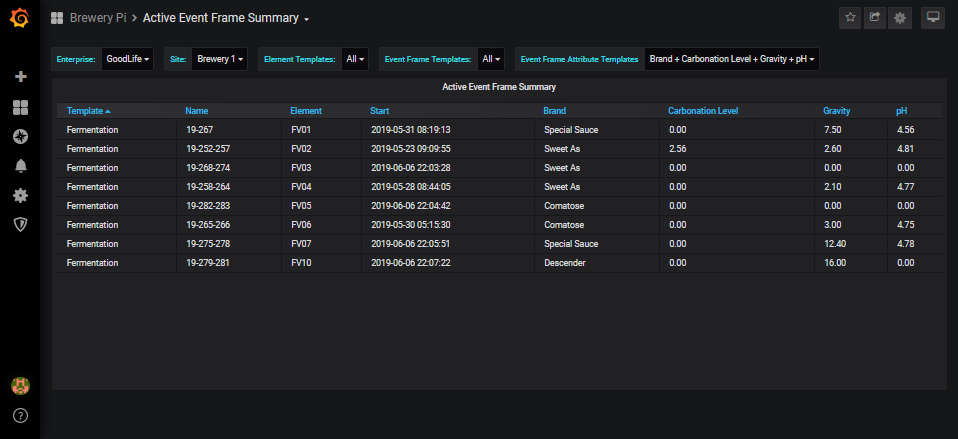 Brewery Pi > Active Event Frame Summary
Enterprise: GoodLife Site: Brewery 1 Element Templates: All Event Frame Templates: All Event Frame Attribute Templates Brand + Carbonation Level + Gravity + pH
Active Event Frame Summary
Template Name Element Start Brand Carbonation Level Gravity pH
Fermentation 19-267 FV01 2019-05-31 08:19:13 Special Sauce 0.00 7.50 4.56
Fermentation 19-252-257 FV02 2019-05-23 09:09:55 Sweet As 2.56 2.60 4.81
Fermentation 19-268-274 FV03 2019-06-06 22:03:28 Sweet As 0.00 0.00 0.00
Fermentation 19-258-264 FV04 2019-05-28 08:44:05 Sweet As 0.00 2.10 4.77
Fermentation 19-282-283 FV05 2019-06-06 22:04:42 Comatose 0.00 0.00 0.00
Fermentation 19-265-266 FV06 2019-05-30 05:15:30 Comatose 0.00 3.00 4.75
Fermentation 19-275-278 FV07 2019-06-06 22:05:51 Special Sauce 0.00 12.40 4.78
Fermentation 19-279-281 FV10 2019-06-06 22:07:22 Descender 0.00 16.00 0.00